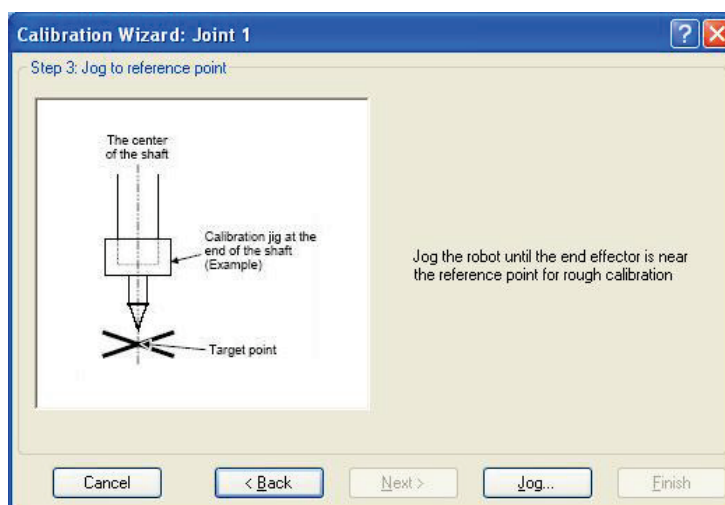 Calibration Wizard: Joint 1
Step 3: Jog to reference point
The center
of the shaft
Calibration jig at the
end of the shaft
(Example)
Target point
Jog the robot until the end effector is near
the reference point for rough calibration
Cancel
< Back
Next >
Jog...
Finish